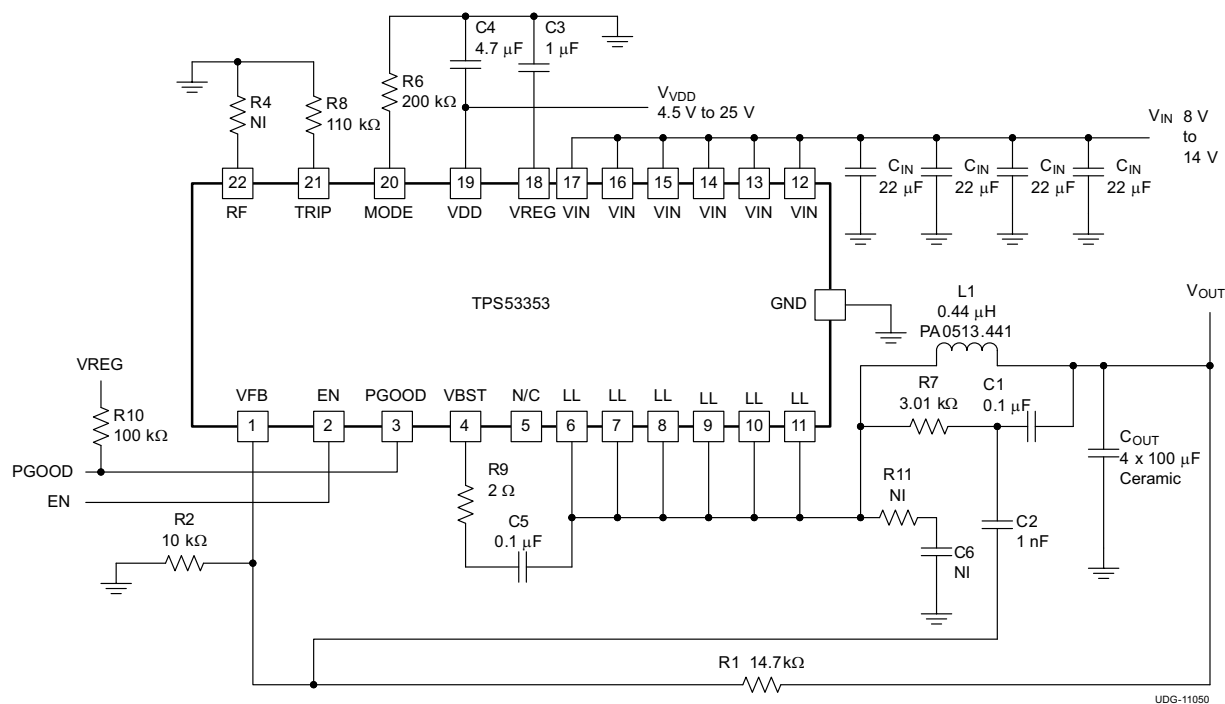 C4
4.7 µF
C3
1 µF
R4
NI
R8
110 kΩ
R6
200 kΩ
V_VDD
4.5 V to 25 V
V_IN 8 V
to
14 V
C_IN
22 µF
C_IN
22 µF
C_IN
22 µF
C_IN
22 µF
22
21
20
19
18
17
16
15
14
13
12
RF
TRIP
MODE
VDD
VREG
VIN
VIN
VIN
VIN
VIN
VIN
TPS53353
GND
L1
0.44 µH
PA0513.441
V_OUT
VREG
R10
100 kΩ
VFB
EN
PGOOD
VBST
N/C
LL
LL
LL
LL
LL
LL
1
2
3
4
5
6
7
8
9
10
11
R7
3.01 kΩ
C1
0.1 µF
C_OUT
4 x 100 µF
Ceramic
PGOOD
EN
R9
2 Ω
C5
0.1 µF
R11
NI
C6
NI
C2
1 nF
R2
10 kΩ
R1 14.7kΩ
UDG-11050